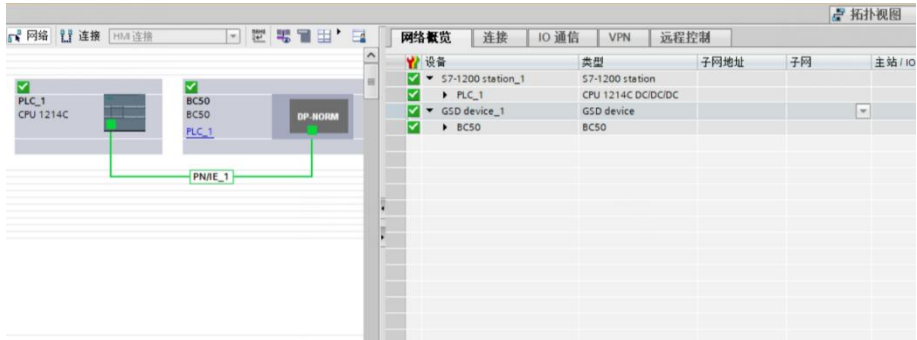 拓扑视图
网络 连接 HMI 连接
网络概览 连接 IO 通信 VPN 远程控制
设备 类型 子网地址 子网 主站 / IO
S7-1200 station_1 S7-1200 station
PLC_1 CPU 1214C DC/DC/DC
GSD device_1 GSD device
BC50 BC50
PLC_1
CPU 1214C
BC50
BC50
PLC_1
DP-NORM
PN/IE_1